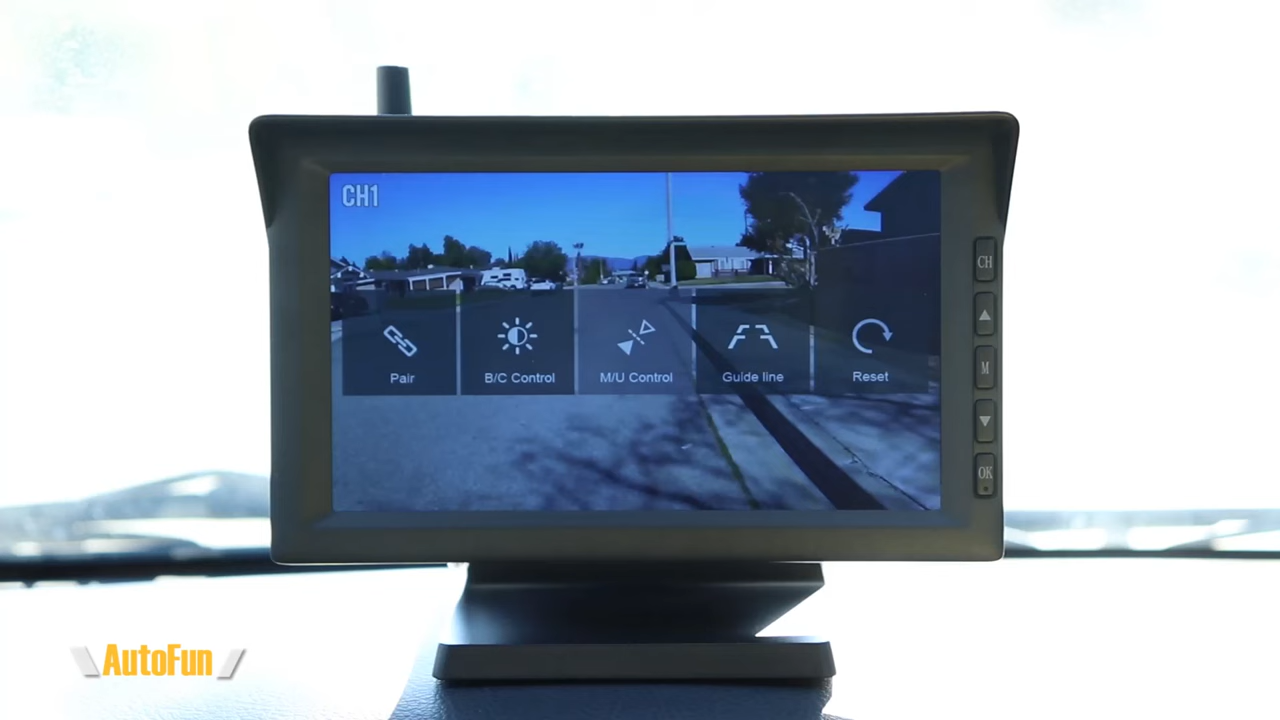 CH1
Pair
B/C Control
M/U Control
Guide line
Reset
CH
▲
M
▼
OK
AutoFun